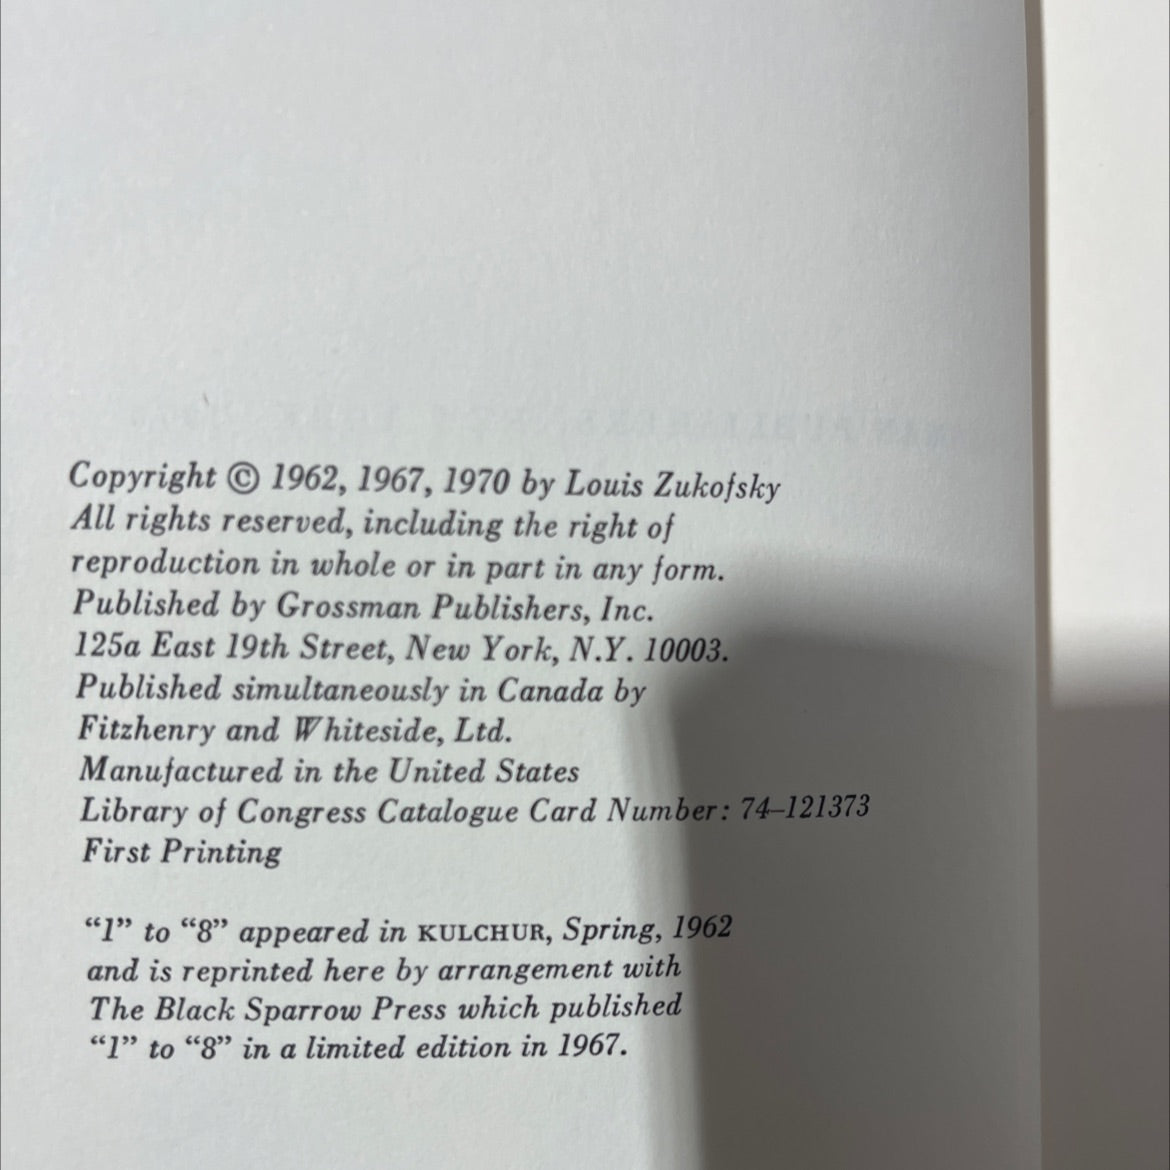 Copyright © 1962, 1967, 1970 by Louis Zukofsky
All rights reserved, including the right of
reproduction in whole or in part in any form.
Published by Grossman Publishers, Inc.
125a East 19th Street, New York, N.Y. 10003.
Published simultaneously in Canada by
Fitzhenry and Whiteside, Ltd.
Manufactured in the United States
Library of Congress Catalogue Card Number: 74–121373
First Printing
“1” to “8” appeared in KULCHUR, Spring, 1962
and is reprinted here by arrangement with
The Black Sparrow Press which published
“1” to “8” in a limited edition in 1967.